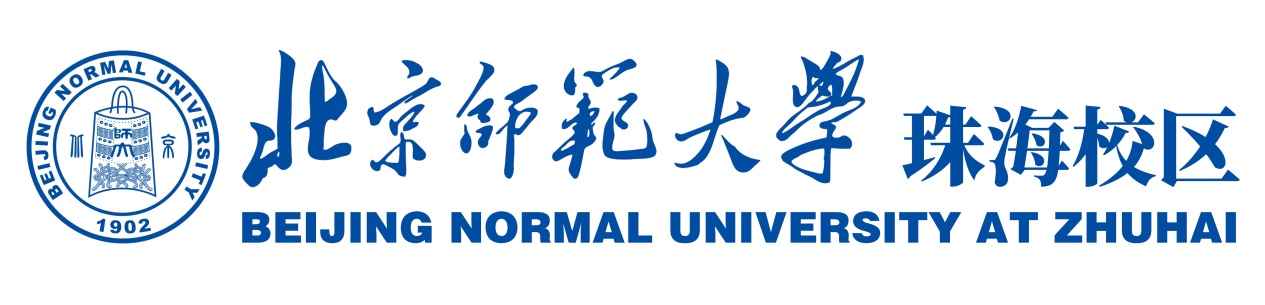 BEIJING NORMAL UNIVERSITY
北京
師大
1902
北京師範大學 珠海校区
BEIJING NORMAL UNIVERSITY AT ZHUHAI